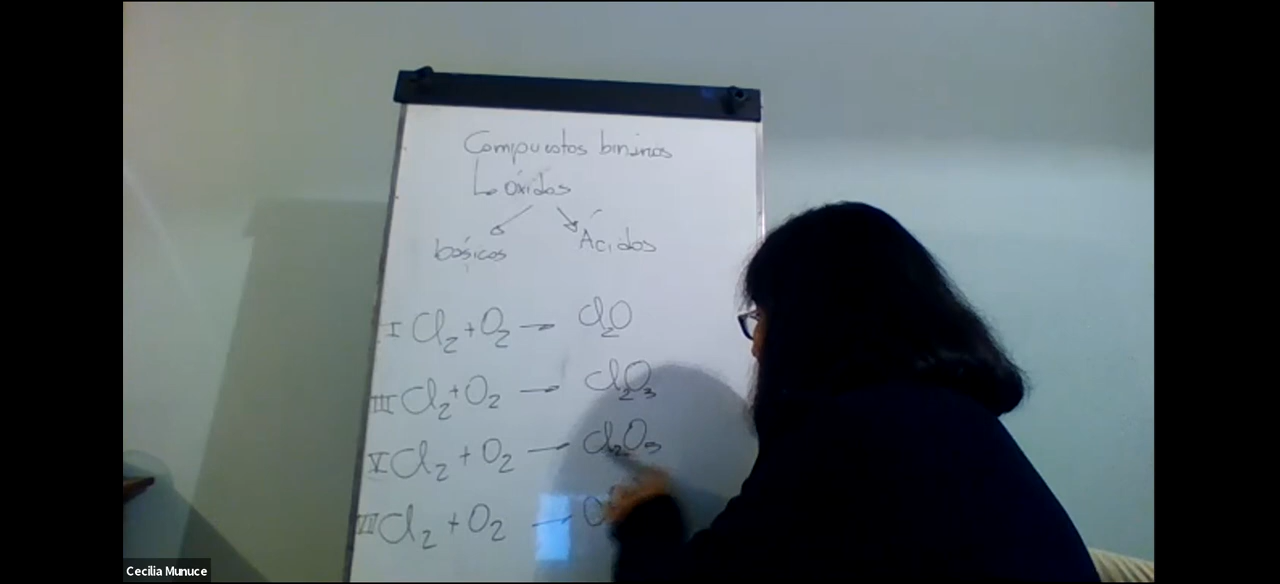 Compuestos binarios
↳ óxidos
básicos Ácidos
I Cl₂ + O₂ → Cl₂O
III Cl₂ + O₂ → Cl₂O₃
V Cl₂ + O₂ → Cl₂O₅
VII Cl₂ + O₂ →
Cecilia Munuce